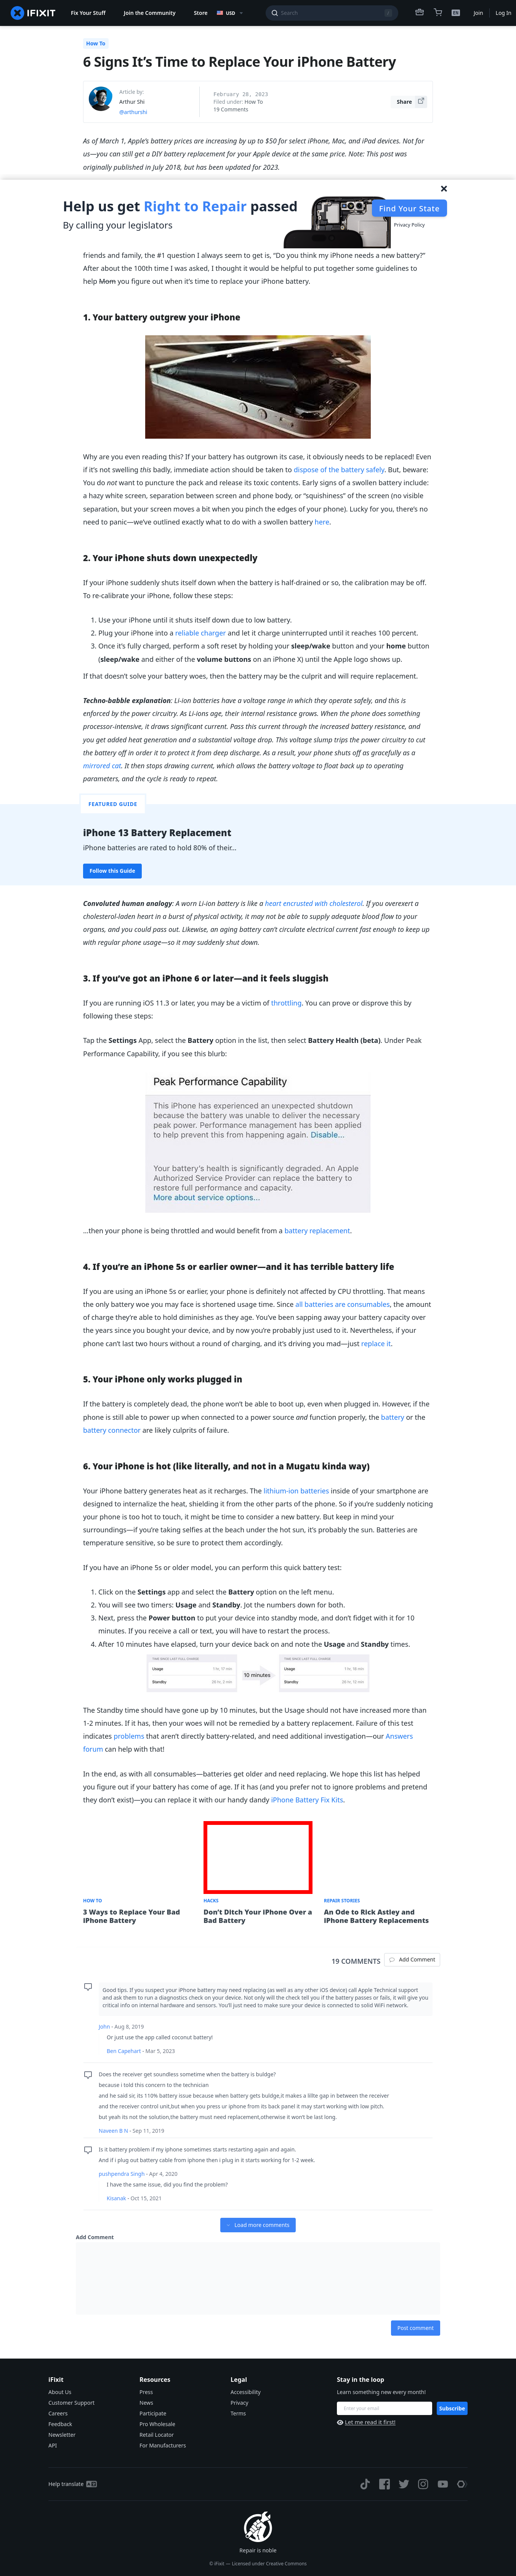 IFIXIT
Fix Your Stuff
Join the Community
Store
USD
Search
EN
Join
Log In
How To
6 Signs It’s Time to Replace Your iPhone Battery
Article by:
Arthur Shi
@arthurshi
February 28, 2023
Filed under: How To
19 Comments
Share
As of March 1, Apple’s battery prices are increasing by up to $50 for select iPhone, Mac, and iPad devices. Not for
us—you can still get a DIY battery replacement for your Apple device at the same price. Note: This post was
originally published in July 2018, but has been updated for 2023.
Help us get Right to Repair passed
By calling your legislators
Find Your State
Privacy Policy
friends and family, the #1 question I always seem to get is, “Do you think my iPhone needs a new battery?”
After about the 100th time I was asked, I thought it would be helpful to put together some guidelines to
help Mom you figure out when it’s time to replace your iPhone battery.
1. Your battery outgrew your iPhone
Why are you even reading this? If your battery has outgrown its case, it obviously needs to be replaced! Even
if it’s not swelling this badly, immediate action should be taken to dispose of the battery safely. But, beware:
You do not want to puncture the pack and release its toxic contents. Early signs of a swollen battery include:
a hazy white screen, separation between screen and phone body, or “squishiness” of the screen (no visible
separation, but your screen moves a bit when you pinch the edges of your phone). Lucky for you, there’s no
need to panic—we’ve outlined exactly what to do with a swollen battery here.
2. Your iPhone shuts down unexpectedly
If your iPhone suddenly shuts itself down when the battery is half-drained or so, the calibration may be off.
To re-calibrate your iPhone, follow these steps:
1. Use your iPhone until it shuts itself down due to low battery.
2. Plug your iPhone into a reliable charger and let it charge uninterrupted until it reaches 100 percent.
3. Once it’s fully charged, perform a soft reset by holding your sleep/wake button and your home button
(sleep/wake and either of the volume buttons on an iPhone X) until the Apple logo shows up.
If that doesn’t solve your battery woes, then the battery may be the culprit and will require replacement.
Techno-babble explanation: Li-ion batteries have a voltage range in which they operate safely, and this is
enforced by the power circuitry. As Li-ions age, their internal resistance grows. When the phone does something
processor-intensive, it draws significant current. Pass this current through the increased battery resistance, and
you get added heat generation and a substantial voltage drop. This voltage slump trips the power circuitry to cut
the battery off in order it to protect it from deep discharge. As a result, your phone shuts off as gracefully as a
mirrored cat. It then stops drawing current, which allows the battery voltage to float back up to operating
parameters, and the cycle is ready to repeat.
FEATURED GUIDE
iPhone 13 Battery Replacement
iPhone batteries are rated to hold 80% of their...
Follow this Guide
Convoluted human analogy: A worn Li-ion battery is like a heart encrusted with cholesterol. If you overexert a
cholesterol-laden heart in a burst of physical activity, it may not be able to supply adequate blood flow to your
organs, and you could pass out. Likewise, an aging battery can’t circulate electrical current fast enough to keep up
with regular phone usage—so it may suddenly shut down.
3. If you’ve got an iPhone 6 or later—and it feels sluggish
If you are running iOS 11.3 or later, you may be a victim of throttling. You can prove or disprove this by
following these steps:
Tap the Settings App, select the Battery option in the list, then select Battery Health (beta). Under Peak
Performance Capability, if you see this blurb:
Peak Performance Capability
This iPhone has experienced an unexpected shutdown
because the battery was unable to deliver the necessary
peak power. Performance management has been applied
to help prevent this from happening again. Disable...
Your battery’s health is significantly degraded. An Apple
Authorized Service Provider can replace the battery to
restore full performance and capacity.
More about service options...
…then your phone is being throttled and would benefit from a battery replacement.
4. If you’re an iPhone 5s or earlier owner—and it has terrible battery life
If you are using an iPhone 5s or earlier, your phone is definitely not affected by CPU throttling. That means
the only battery woe you may face is shortened usage time. Since all batteries are consumables, the amount
of charge they’re able to hold diminishes as they age. You’ve been sapping away your battery capacity over
the years since you bought your device, and by now you’re probably just used to it. Nevertheless, if your
phone can’t last two hours without a round of charging, and it’s driving you mad—just replace it.
5. Your iPhone only works plugged in
If the battery is completely dead, the phone won’t be able to boot up, even when plugged in. However, if the
phone is still able to power up when connected to a power source and function properly, the battery or the
battery connector are likely culprits of failure.
6. Your iPhone is hot (like literally, and not in a Mugatu kinda way)
Your iPhone battery generates heat as it recharges. The lithium-ion batteries inside of your smartphone are
designed to internalize the heat, shielding it from the other parts of the phone. So if you’re suddenly noticing
your phone is too hot to touch, it might be time to consider a new battery. But keep in mind your
surroundings—if you’re taking selfies at the beach under the hot sun, it’s probably the sun. Batteries are
temperature sensitive, so be sure to protect them accordingly.
If you have an iPhone 5s or older model, you can perform this quick battery test:
1. Click on the Settings app and select the Battery option on the left menu.
2. You will see two timers: Usage and Standby. Jot the numbers down for both.
3. Next, press the Power button to put your device into standby mode, and don’t fidget with it for 10
minutes. If you receive a call or text, you will have to restart the process.
4. After 10 minutes have elapsed, turn your device back on and note the Usage and Standby times.
TIME SINCE LAST FULL CHARGE
Usage
Standby
10 minutes
TIME SINCE LAST FULL CHARGE
Usage
Standby
The Standby time should have gone up by 10 minutes, but the Usage should not have increased more than
1-2 minutes. If it has, then your woes will not be remedied by a battery replacement. Failure of this test
indicates problems that aren’t directly battery-related, and need additional investigation—our Answers
forum can help with that!
In the end, as with all consumables—batteries get older and need replacing. We hope this list has helped
you figure out if your battery has come of age. If it has (and you prefer not to ignore problems and pretend
they don’t exist)—you can replace it with our handy dandy iPhone Battery Fix Kits.
HOW TO
3 Ways to Replace Your Bad
iPhone Battery
HACKS
Don’t Ditch Your iPhone Over a
Bad Battery
REPAIR STORIES
An Ode to Rick Astley and
iPhone Battery Replacements
19 COMMENTS
Add Comment
Good tips. If you suspect your iPhone battery may need replacing (as well as any other iOS device) call Apple Technical support
and ask them to run a diagnostics check on your device. Not only will the check tell you if the battery passes or fails, it will give you
critical info on internal hardware and sensors. You’ll just need to make sure your device is connected to solid WiFi network.
John - Aug 8, 2019
Or just use the app called coconut battery!
Ben Capehart - Mar 5, 2023
Does the receiver get soundless sometime when the battery is buldge?
because i told this concern to the technician
and he said sir, its 110% battery issue because when battery gets buldge,it makes a lillte gap in between the receiver
and the receiver control unit,but when you press ur iphone from its back panel it may start working with low pitch.
but yeah its not the solution,the battery must need replacement,otherwise it won’t be last long.
Naveen B N - Sep 11, 2019
Is it battery problem if my iphone sometimes starts restarting again and again.
And if i plug out battery cable from iphone then i plug in it starts working for 1-2 week.
pushpendra Singh - Apr 4, 2020
I have the same issue, did you find the problem?
Kisanak - Oct 15, 2021
Load more comments
Add Comment
Post comment
iFixit
About Us
Customer Support
Careers
Feedback
Newsletter
API
Resources
Press
News
Participate
Pro Wholesale
Retail Locator
For Manufacturers
Legal
Accessibility
Privacy
Terms
Stay in the loop
Learn something new every month!
Enter your email
Subscribe
Let me read it first!
Help translate
Repair is noble
© iFixit — Licensed under Creative Commons